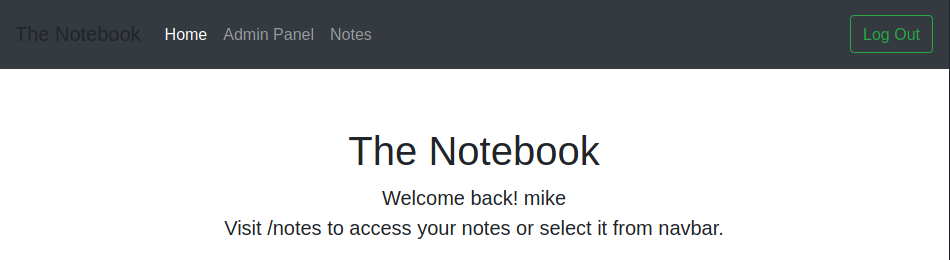 The Notebook Home Admin Panel Notes Log Out
The Notebook
Welcome back! mike
Visit /notes to access your notes or select it from navbar.